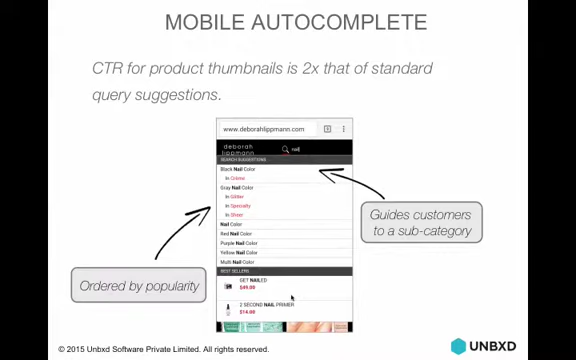 MOBILE AUTOCOMPLETE
CTR for product thumbnails is 2x that of standard
query suggestions.
www.deborahlippmann.com
deborah
lippmann
nail
SEARCH SUGGESTIONS
Black Nail Color
in Crème
Gray Nail Color
in Glitter
in Specialty
in Sheer
Nail Color
Red Nail Color
Purple Nail Color
Yellow Nail Color
Multi Nail Color
BEST SELLERS
GET NAILED
$49.00
2 SECOND NAIL PRIMER
$14.00
Guides customers
to a sub-category
Ordered by popularity
© 2015 Unbxd Software Private Limited. All rights reserved.
UNBXD